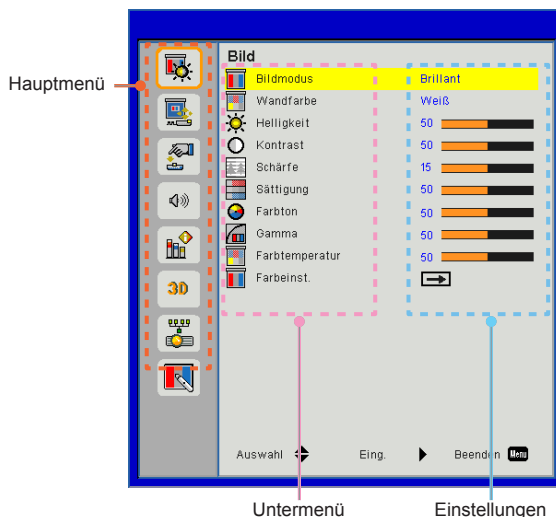 Bild
Hauptmenü
Bildmodus Brillant
Wandfarbe Weiß
Helligkeit 50
Kontrast 50
Schärfe 15
Sättigung 50
Farbton 50
Gamma 50
Farbtemperatur 50
Farbeinst.
3D
Auswahl Eing. Beenden Menu
Untermenü Einstellungen